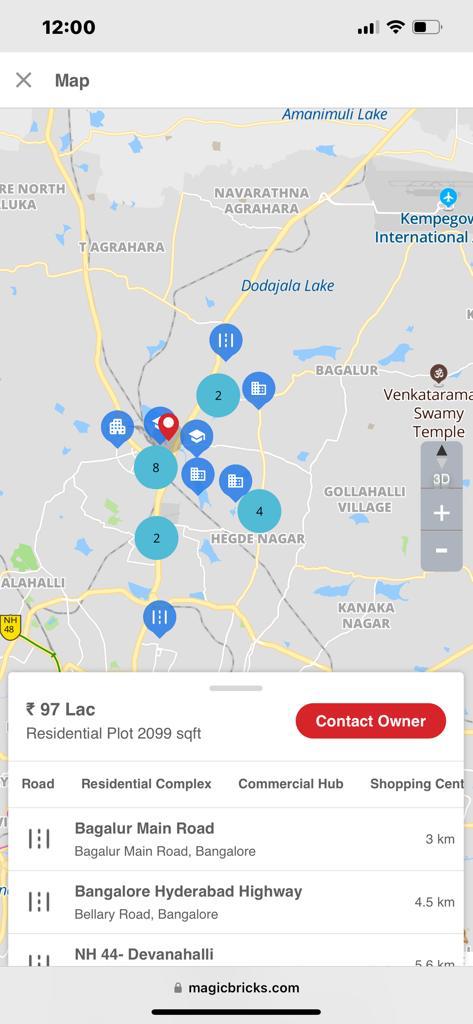 12:00
Map
Amanimuli Lake
RE NORTH
LUKA
NAVARATHNA
AGRAHARA
Kempegow
International
T AGRAHARA
Dodajala Lake
BAGALUR
2
Venkatarama
Swamy
Temple
8
3D
GOLLAHALLI
VILLAGE
4
2
HEGDE NAGAR
ALAHALLI
KANAKA
NAGAR
NH
48
₹ 97 Lac
Residential Plot 2099 sqft
Contact Owner
Road Residential Complex Commercial Hub Shopping Cent
Bagalur Main Road
Bagalur Main Road, Bangalore
3 km
Bangalore Hyderabad Highway
Bellary Road, Bangalore
4.5 km
NH 44- Devanahalli
5.6 km
magicbricks.com